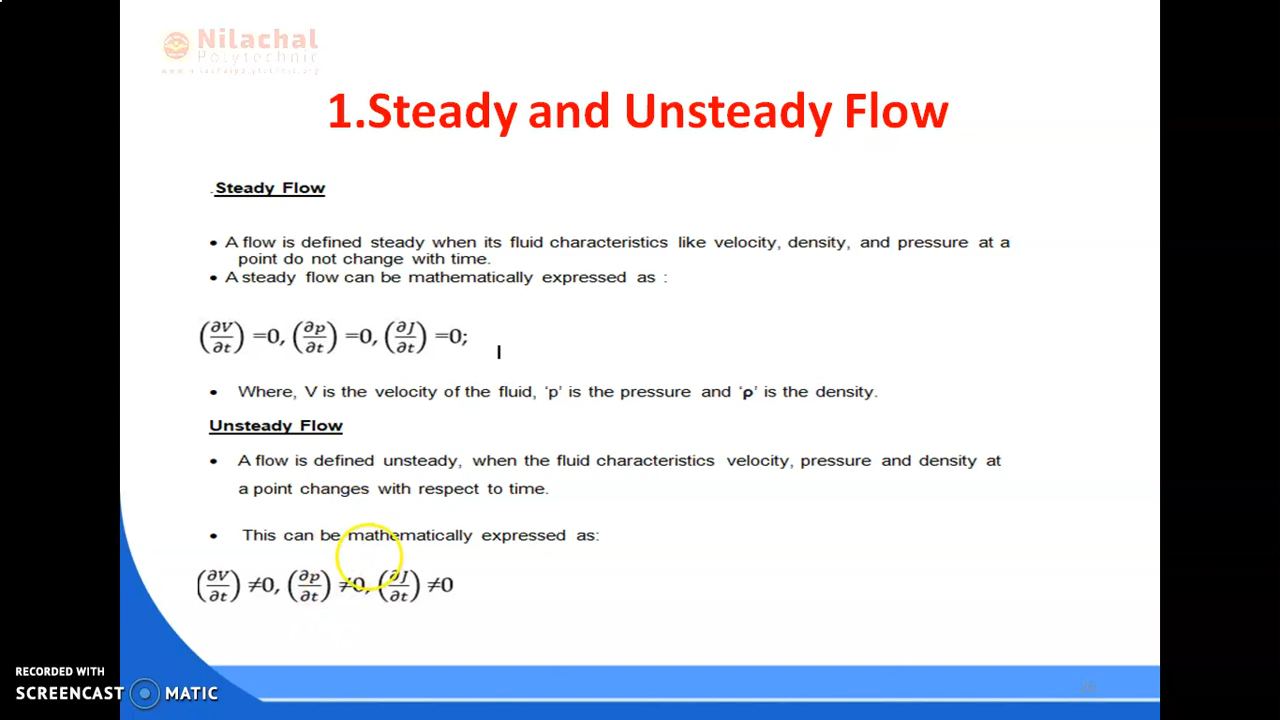 Nilachal
Polytechnic
www.nilachalpolytechnic.org
1.Steady and Unsteady Flow
.Steady Flow
• A flow is defined steady when its fluid characteristics like velocity, density, and pressure at a
point do not change with time.
• A steady flow can be mathematically expressed as :
(∂V/∂t) =0, (∂p/∂t) =0, (∂J/∂t) =0;
• Where, V is the velocity of the fluid, ‘p’ is the pressure and ‘ρ’ is the density.
Unsteady Flow
• A flow is defined unsteady, when the fluid characteristics velocity, pressure and density at
a point changes with respect to time.
• This can be mathematically expressed as:
(∂V/∂t) ≠0, (∂p/∂t) ≠0, (∂J/∂t) ≠0
RECORDED WITH
SCREENCAST MATIC